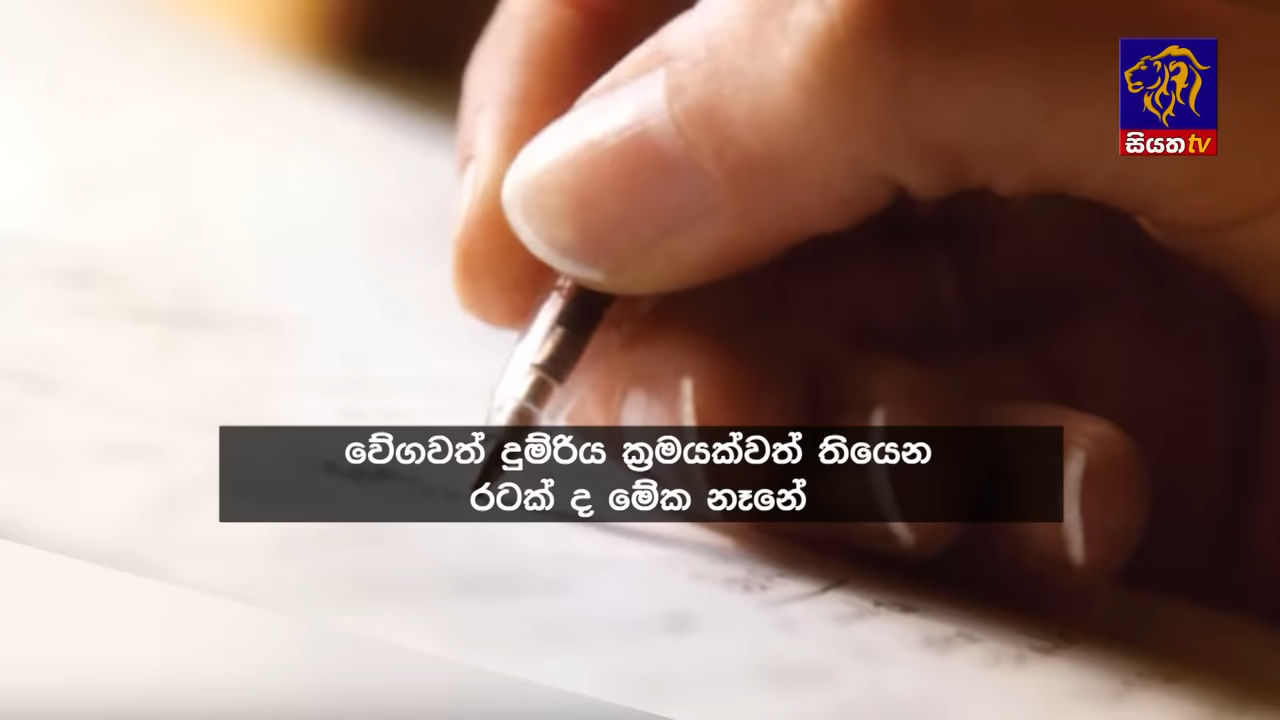 සියත tv
වේගවත් දුම්රිය ක්‍රමයක්වත් තියෙන
රටක් ද මේක නෑනේ